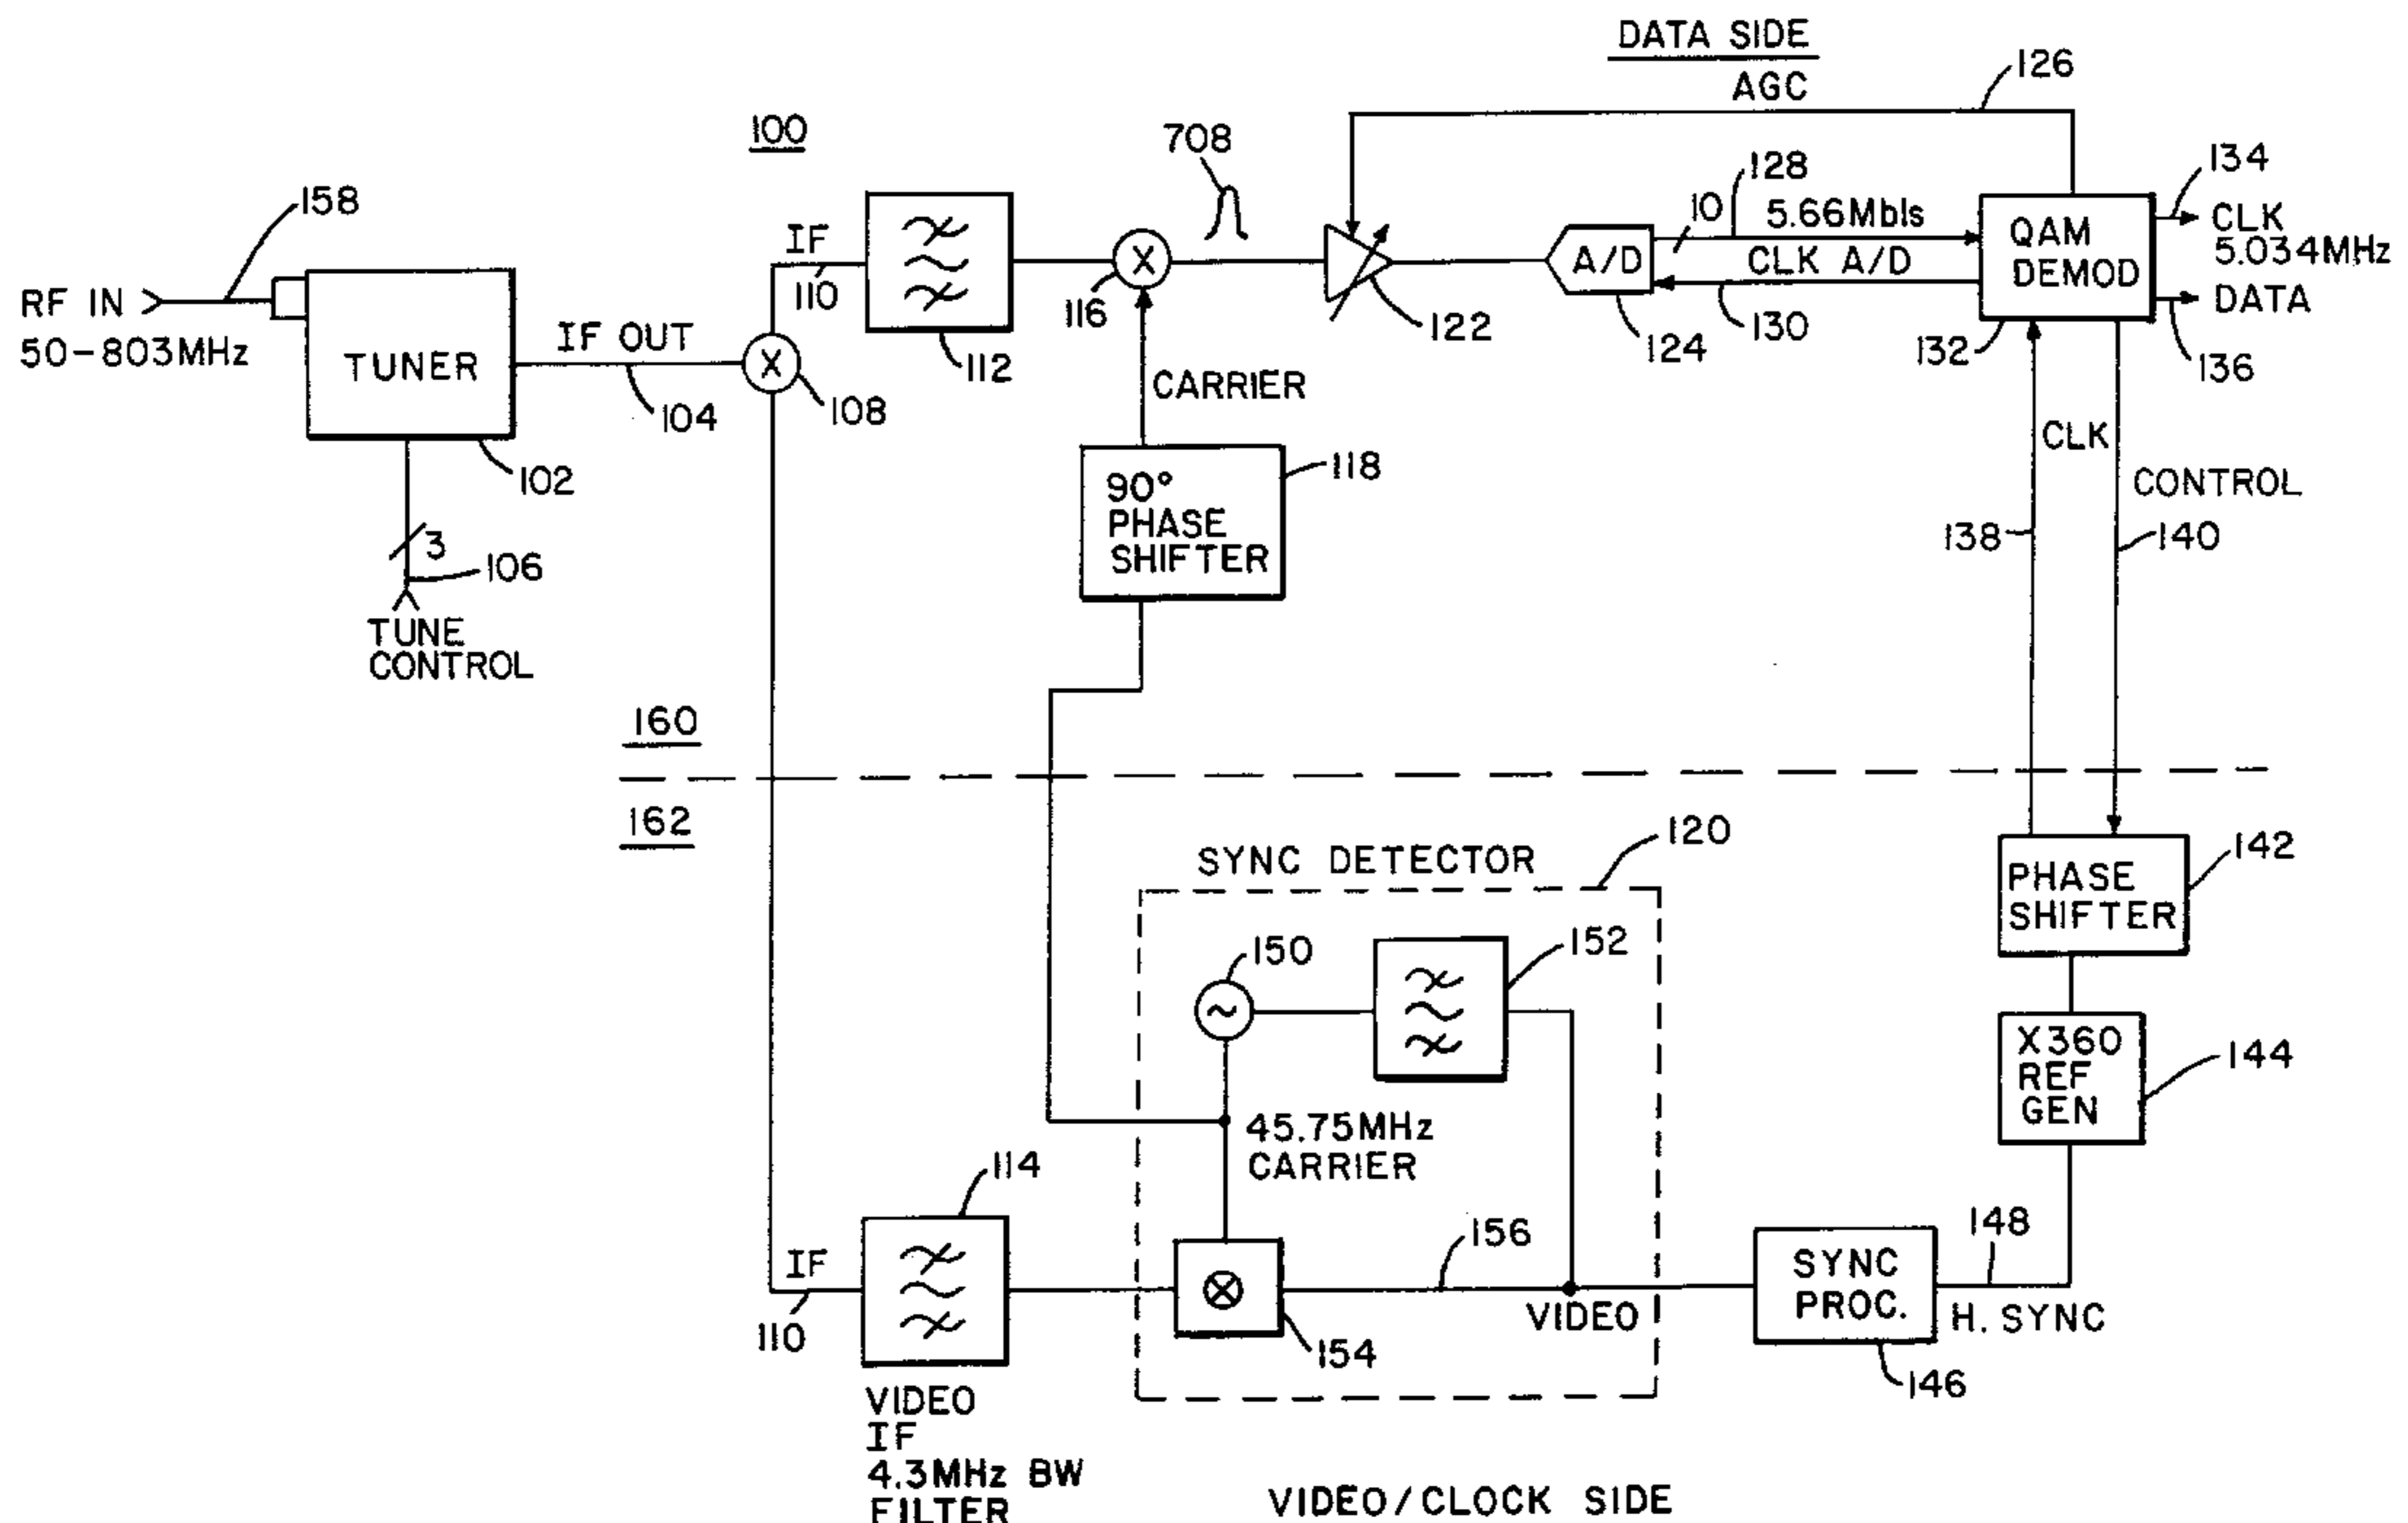 DATA SIDE
AGC
126
100
708
128
134
158
IF
10
5.66Mbls
QAM
DEMOD
CLK
5.034MHz
X
A/D
CLK A/D
RF IN
50-803MHz
110
116
122
124
130
132
DATA
136
TUNER
IF OUT
X
112
104
108
CARRIER
102
118
90°
PHASE
SHIFTER
CLK
CONTROL
138
140
3
106
TUNE
CONTROL
160
162
SYNC DETECTOR
120
PHASE
SHIFTER
142
150
152
X360
REF
GEN
144
45.75MHz
CARRIER
114
IF
110
156
148
SYNC
PROC.
VIDEO
154
H. SYNC
146
VIDEO
IF
4.3MHz BW
FILTER
VIDEO/CLOCK SIDE